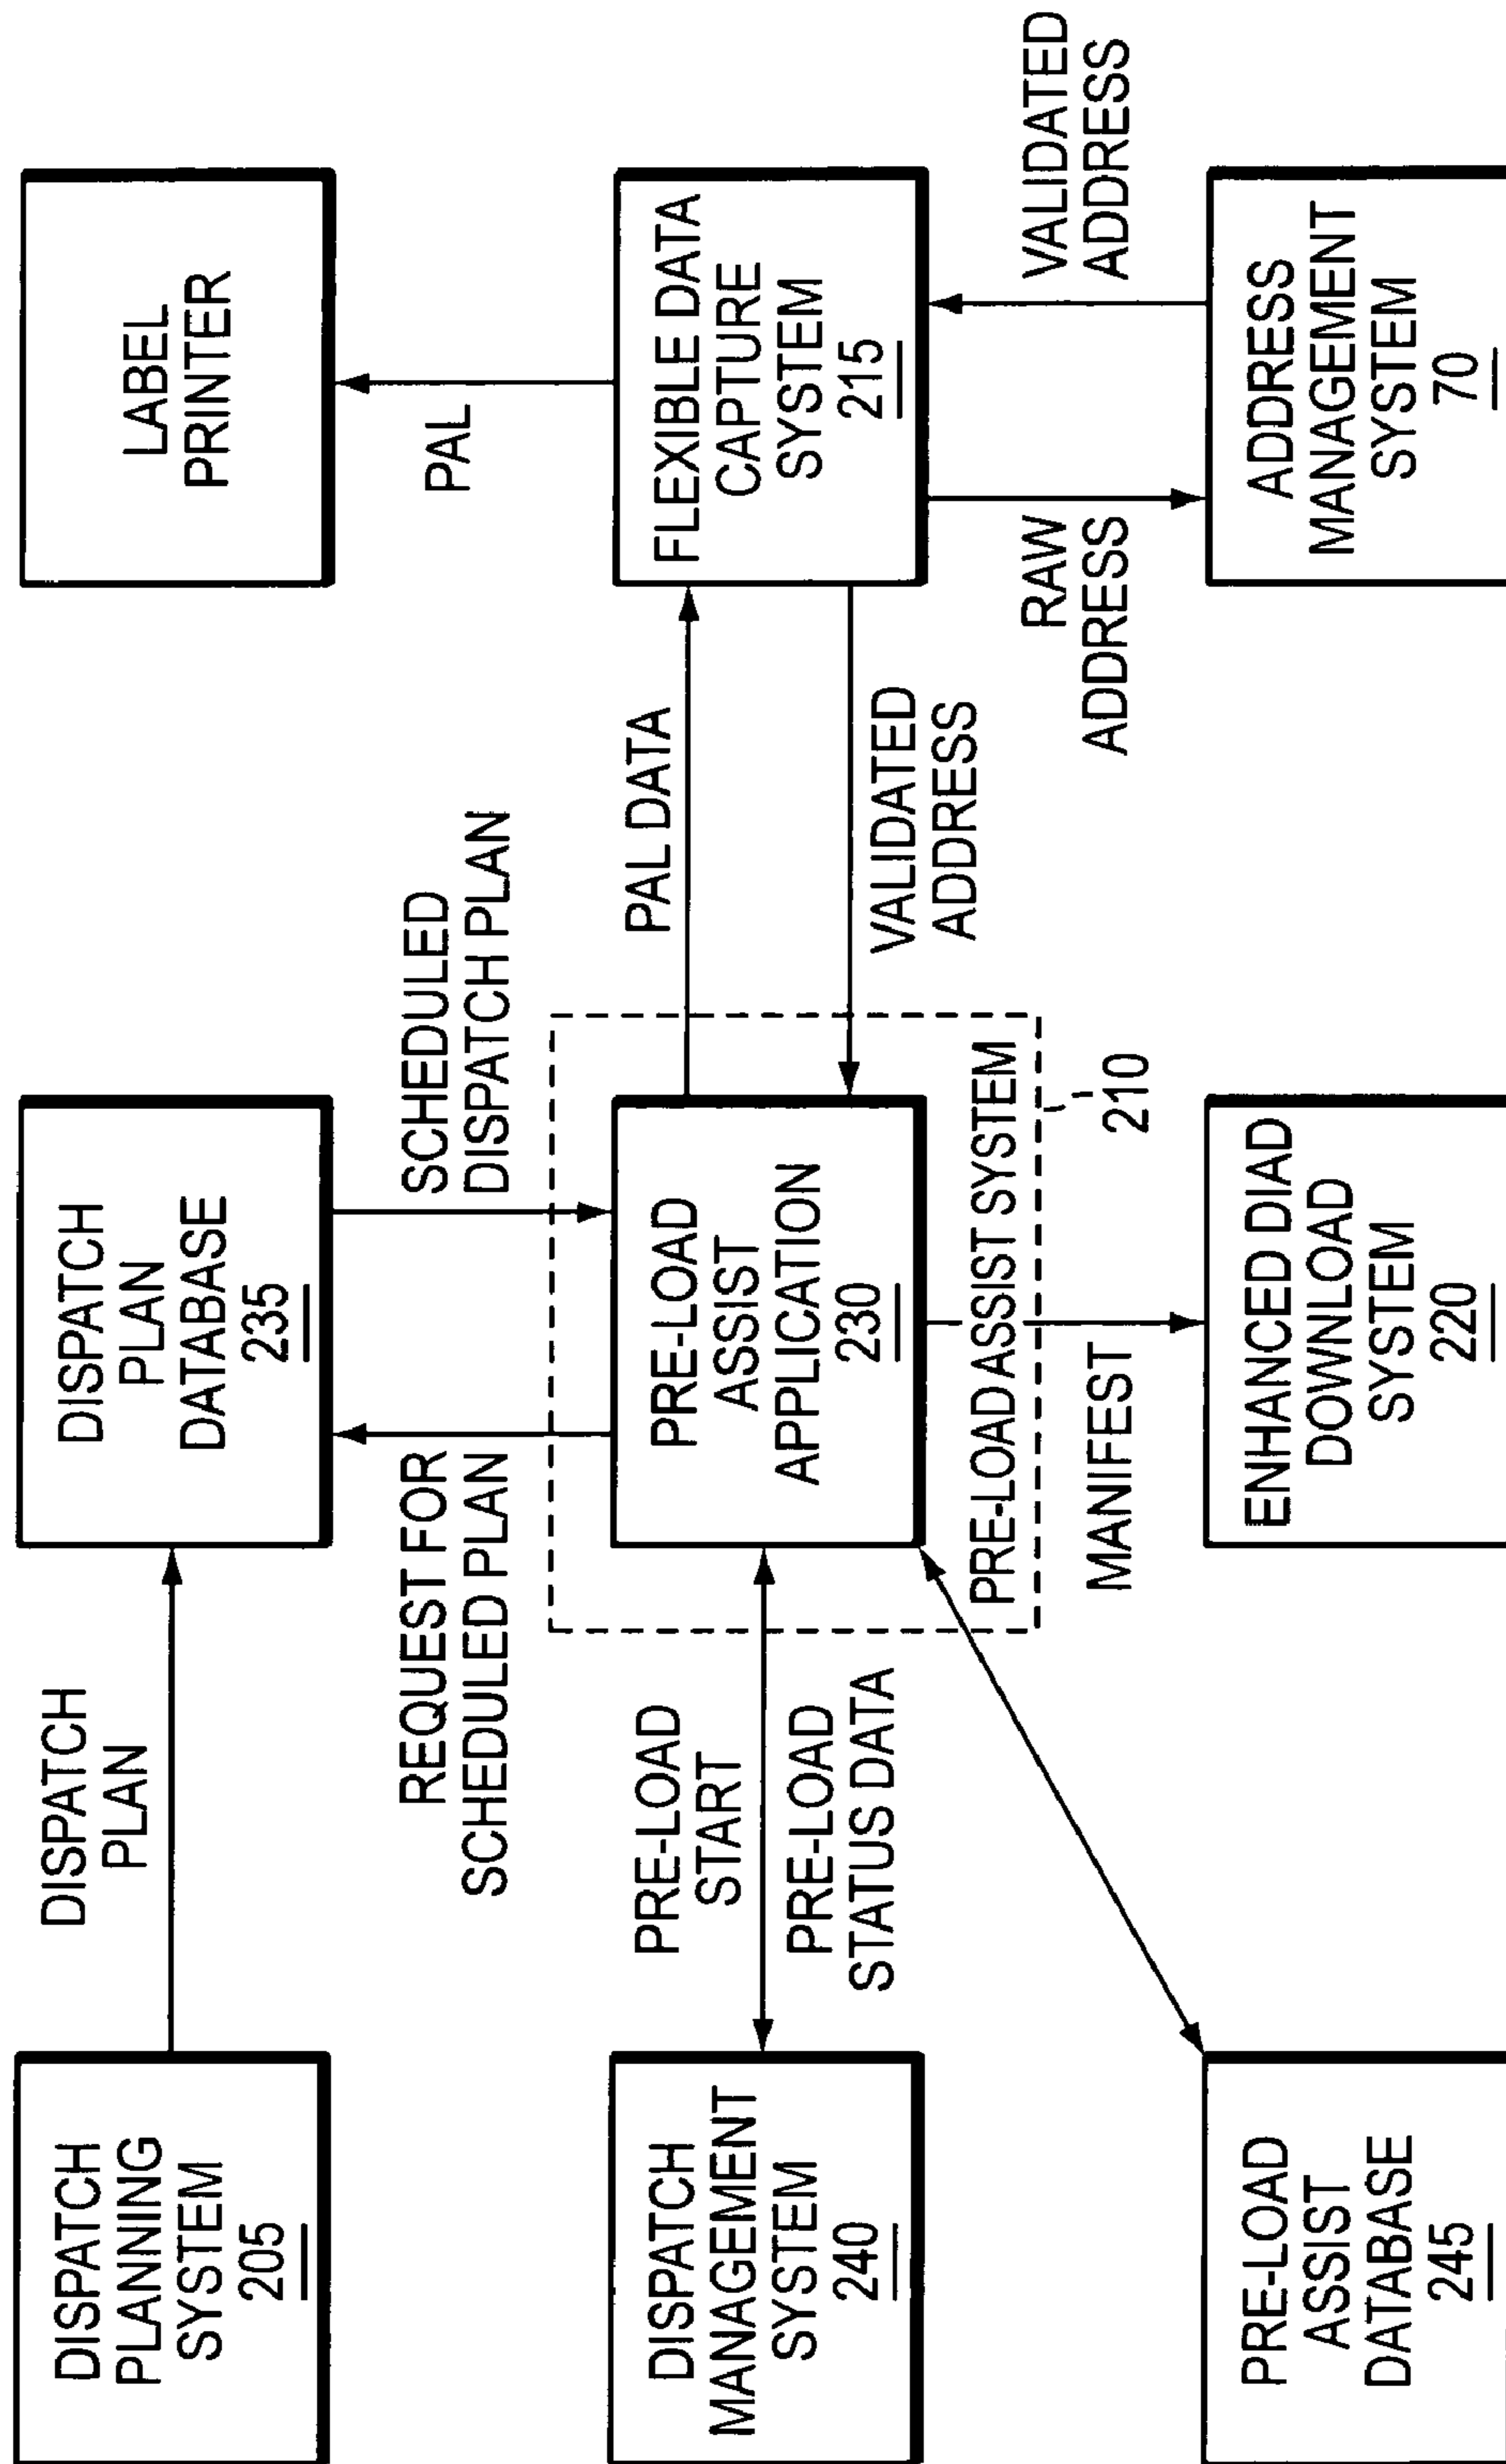 DISPATCH
PLANNING
SYSTEM
205
DISPATCH
PLAN
DISPATCH
PLAN
DATABASE
235
LABEL
PRINTER
REQUEST FOR
SCHEDULED PLAN
SCHEDULED
DISPATCH PLAN
PAL
DISPATCH
MANAGEMENT
SYSTEM
240
PRE-LOAD
START
PRE-LOAD
STATUS DATA
PRE-LOAD
ASSIST
APPLICATION
230
PRE-LOAD ASSIST SYSTEM
210
PAL DATA
VALIDATED
ADDRESS
FLEXIBLE DATA
CAPTURE
SYSTEM
215
MANIFEST
RAW
ADDRESS
VALIDATED
ADDRESS
PRE-LOAD
ASSIST
DATABASE
245
ENHANCED DIAD
DOWNLOAD
SYSTEM
220
ADDRESS
MANAGEMENT
SYSTEM
70